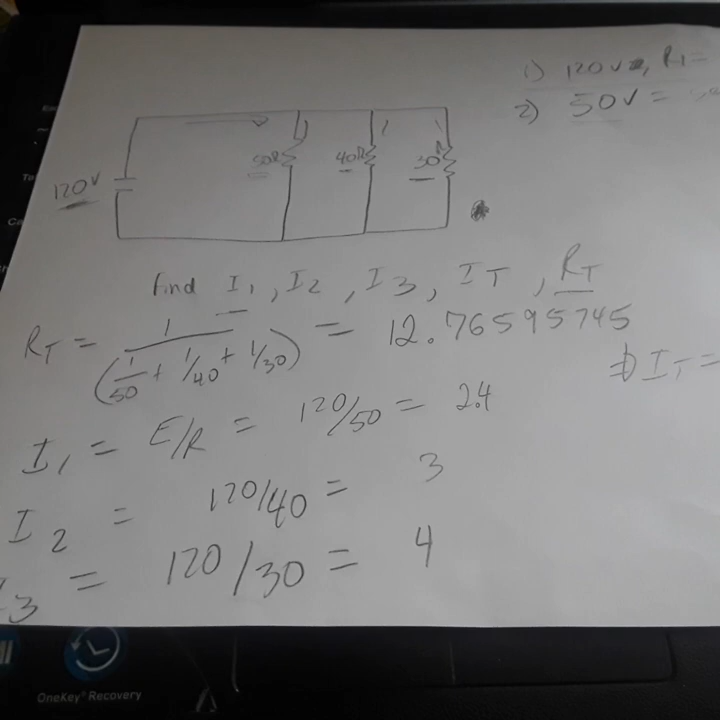 1) 120V, R1 =
2) 50V =
120V
50Ω
40Ω
30Ω
find I1, I2, I3, IT, RT
RT = 1/(1/50 + 1/40 + 1/30) = 12.76595745
IT =
I1 = E/R = 120/50 = 2.4
I2 = 120/40 = 3
I3 = 120/30 = 4
OneKey Recovery